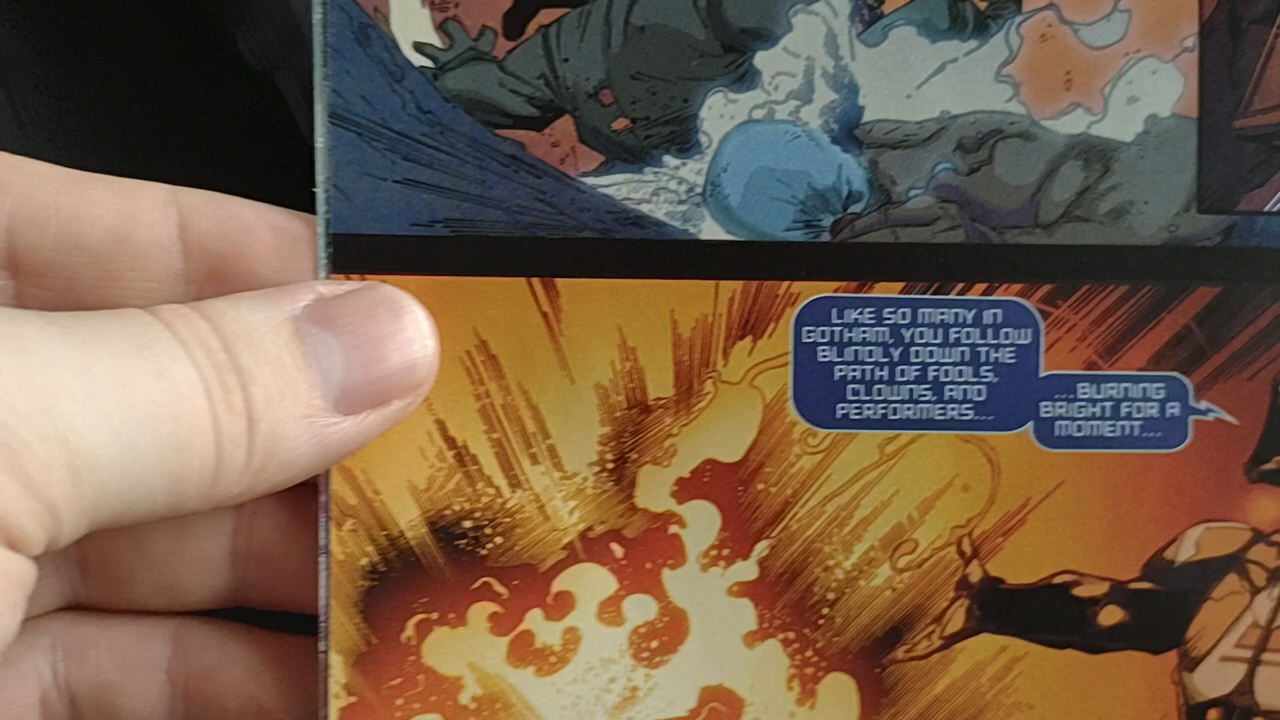 LIKE SO MANY IN
GOTHAM, YOU FOLLOW
BLINDLY DOWN THE
PATH OF FOOLS,
CLOWNS, AND
PERFORMERS...
...BURNING
BRIGHT FOR A
MOMENT...